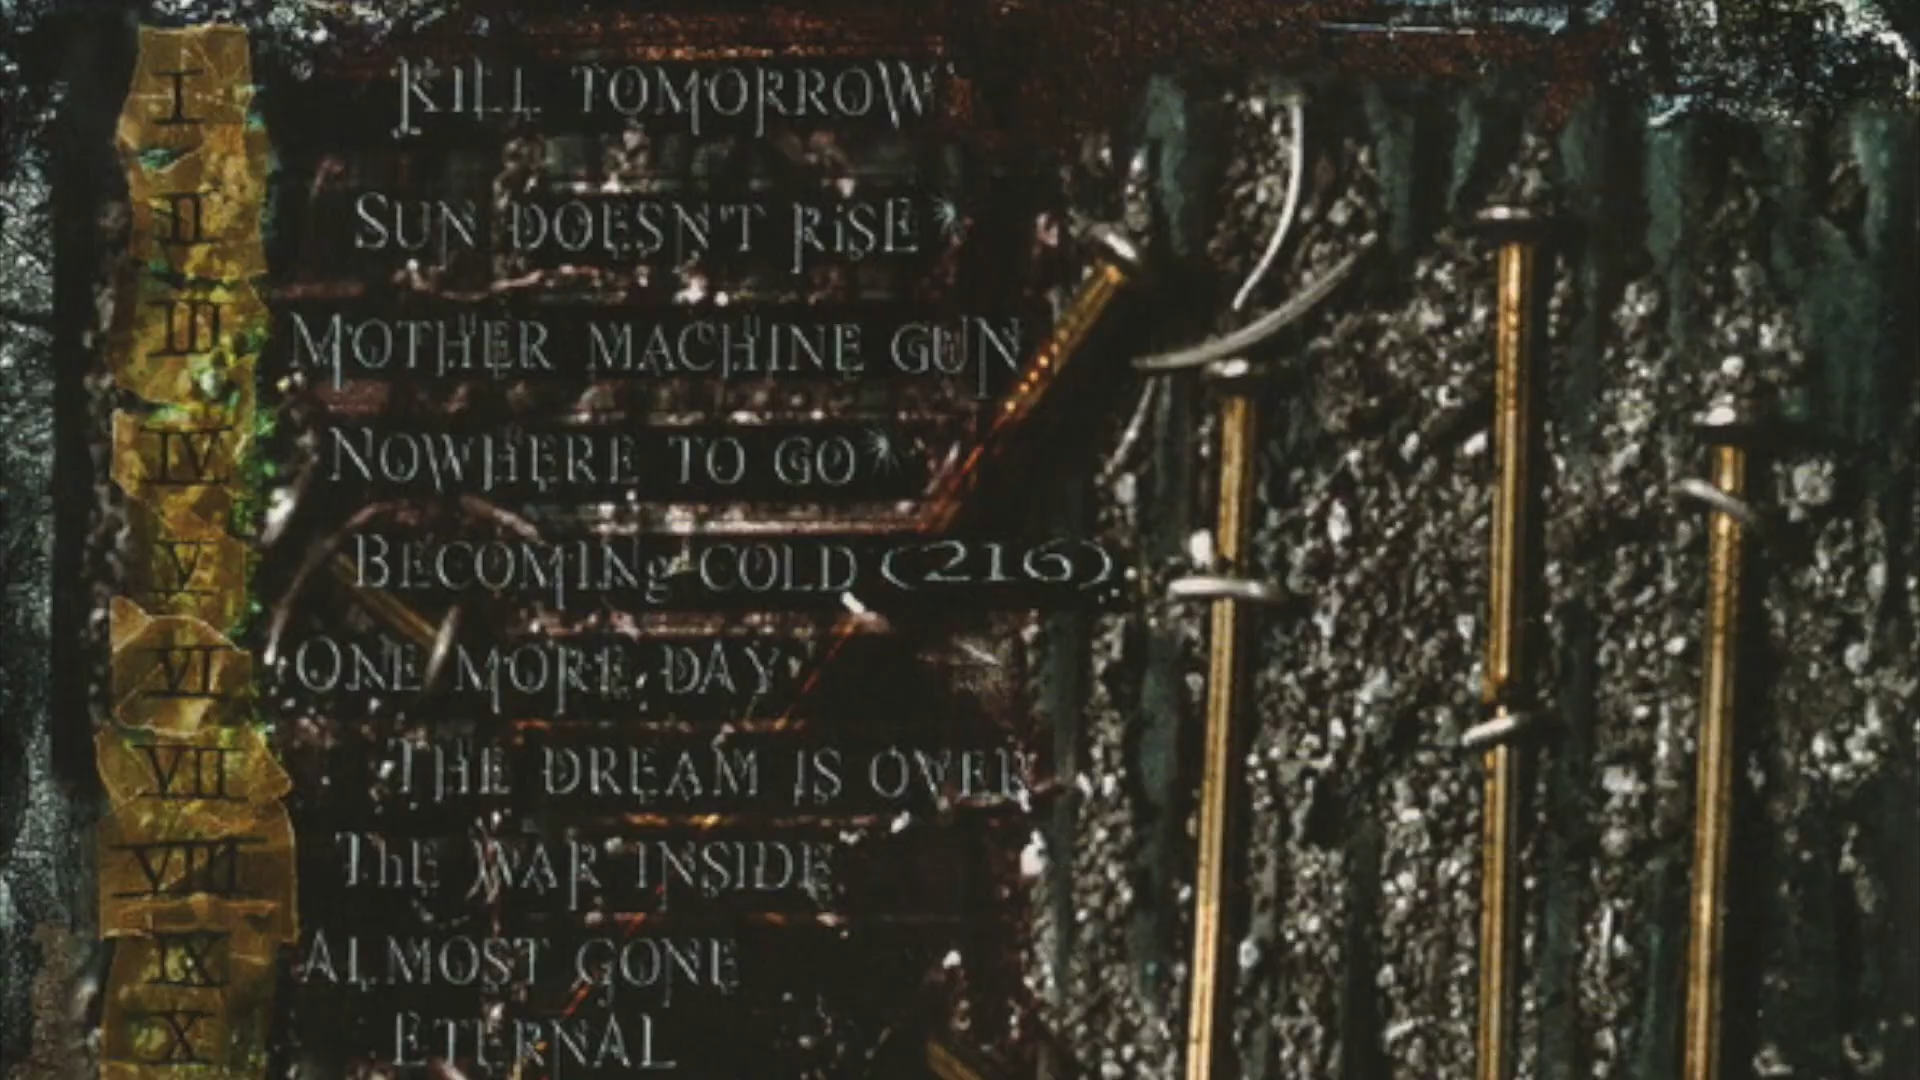 I KILL TOMORROW
II SUN DOESN'T RiSE*
III MOTHER MACHINE GUN
IV NOWHERE TO GO*
V BECOMING COLD (216)
VI ONE MORE DAY
VII THE DREAM IS OVER
VIII ThE WAR INSIDE
IX ALMOST GONE
X ETERNAL